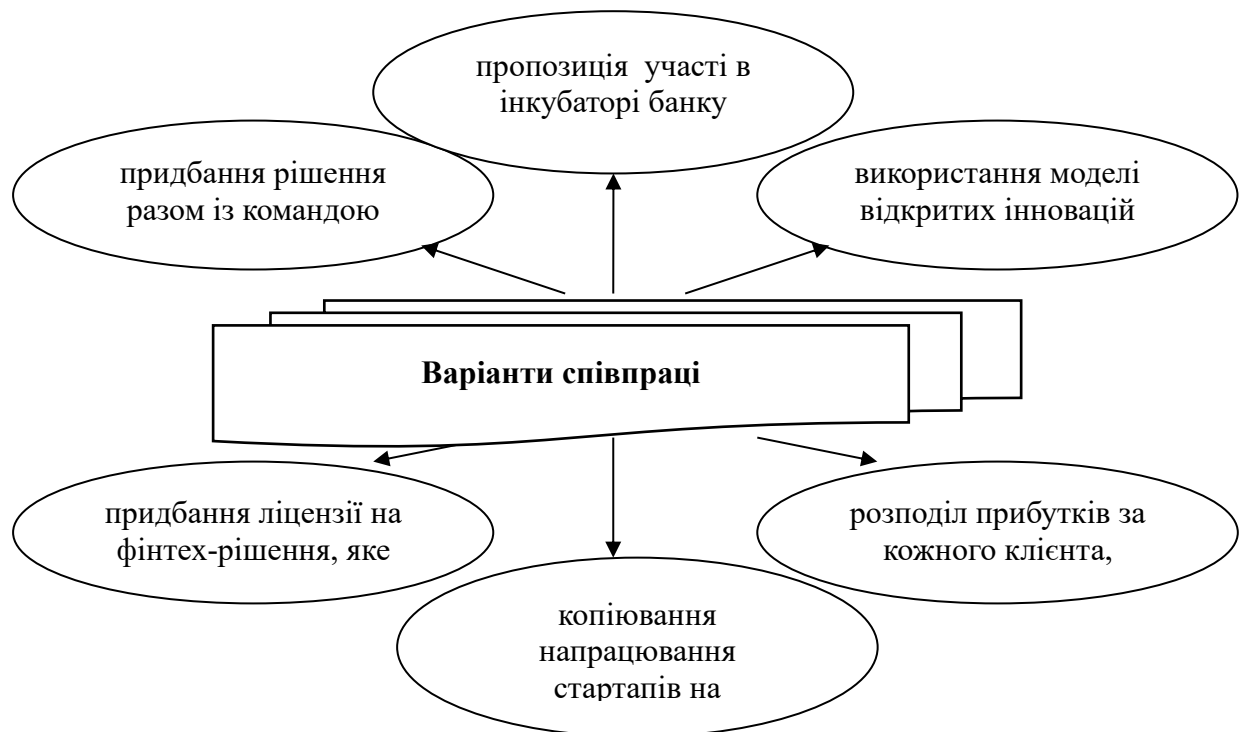 пропозиція участі в
інкубаторі банку
придбання рішення
разом із командою
використання моделі
відкритих інновацій
Варіанти співпраці
придбання ліцензії на
фінтех-рішення, яке
розподіл прибутків за
кожного клієнта,
копіювання
напрацювання
стартапів на